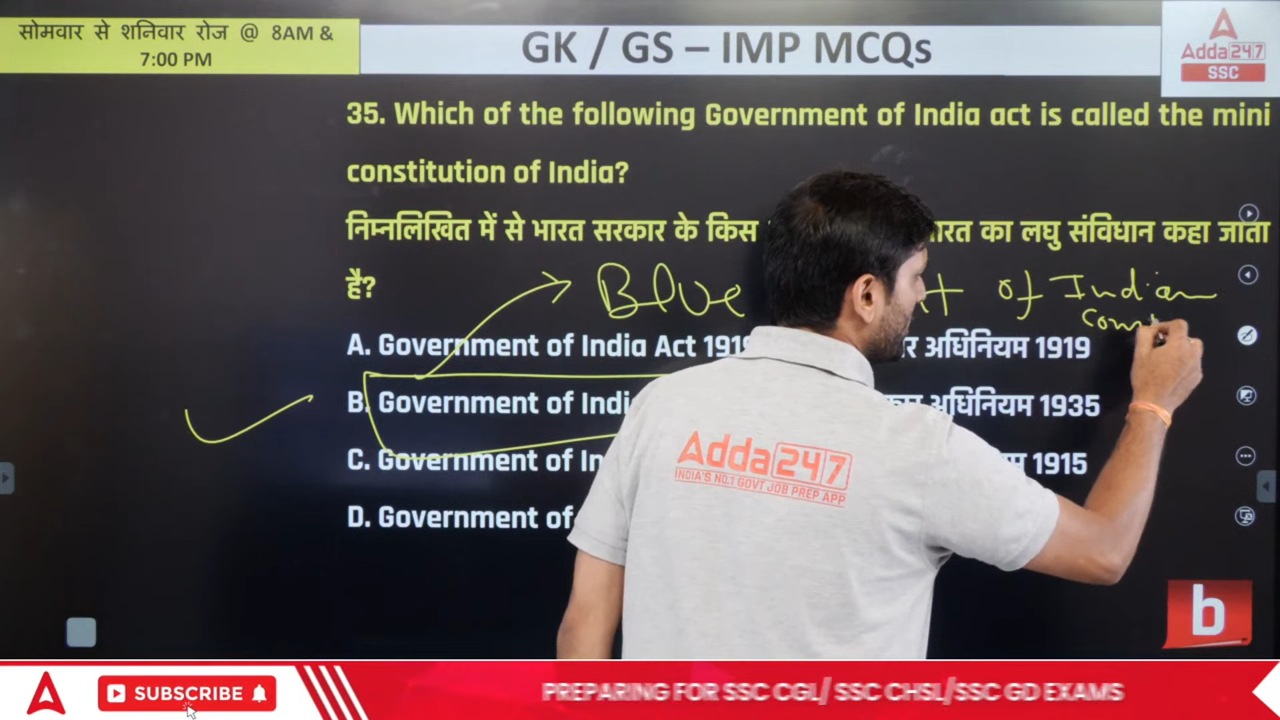 सोमवार से शनिवार रोज @ 8AM &
7:00 PM
GK / GS – IMP MCQs
Adda247
SSC
35. Which of the following Government of India act is called the mini
constitution of India?
निम्नलिखित में से भारत सरकार के किस भारत का लघु संविधान कहा जाता
है?
Blue of Indian
A. Government of India Act 1919 अधिनियम 1919
B. Government of अधिनियम 1935
C. Government of 1915
D. Government of
Adda247
INDIA'S NO.1 GOVT JOB PREP APP
b
SUBSCRIBE
PREPARING FOR SSC CGL/ SSC CHSL/SSC GD EXAMS